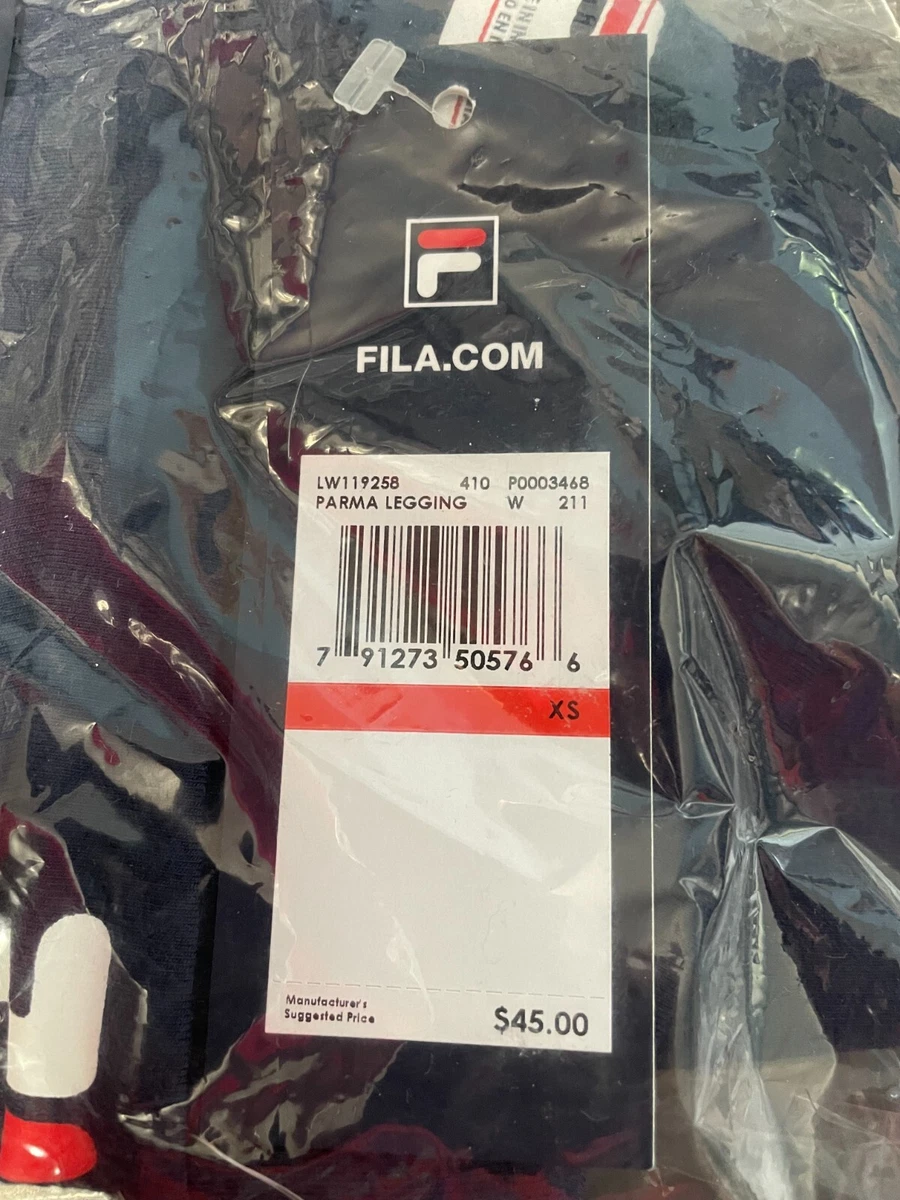 FILA.COM
LW119258 410 P0003468
PARMA LEGGING W 211
7 91273 50576 6
XS
Manufacturer's
Suggested Price
$45.00